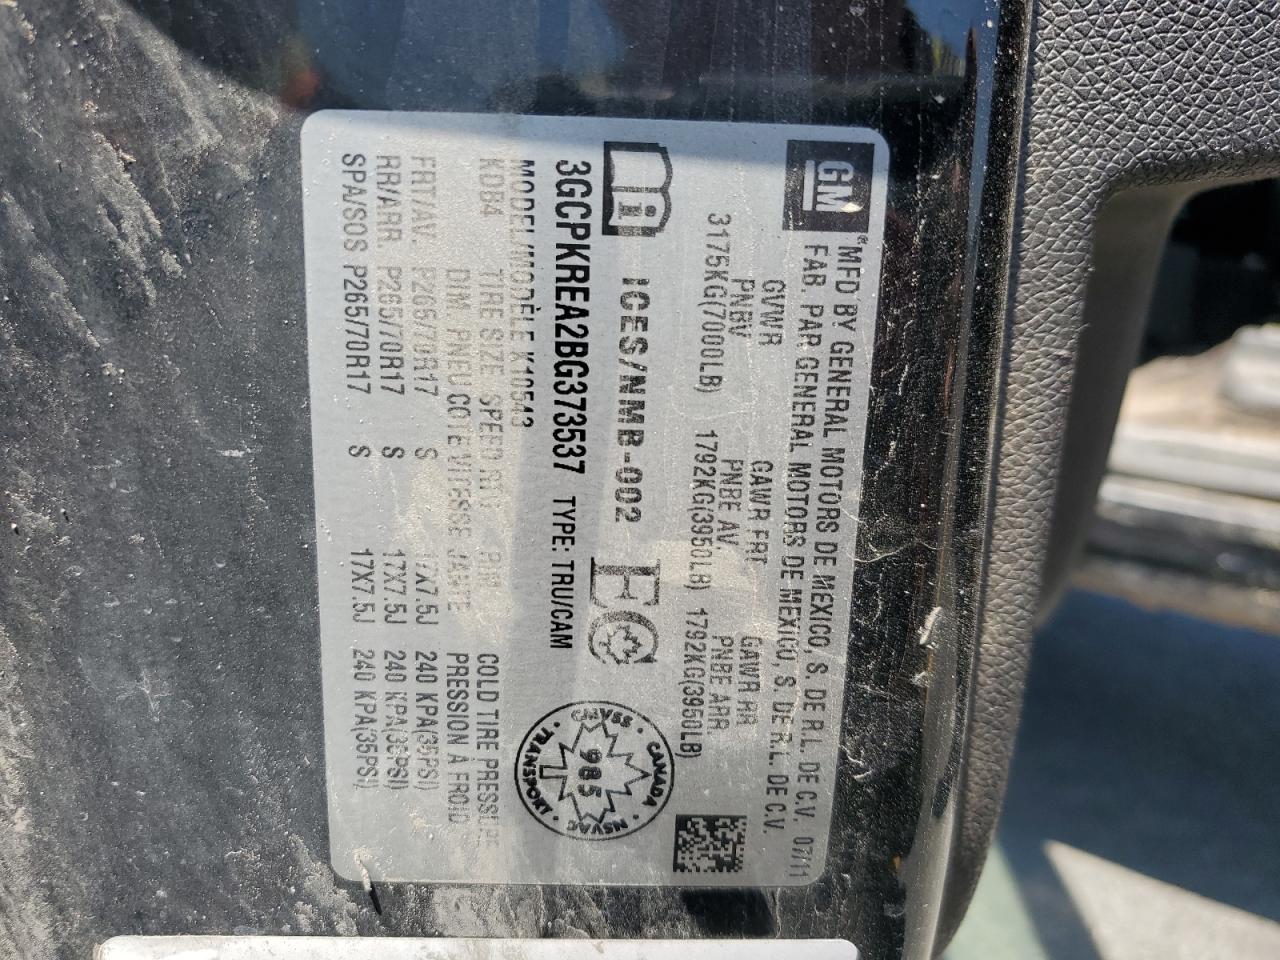 GM
®MFD BY GENERAL MOTORS DE MEXICO, S. DE R.L. DE C.V. 07/11
FAB. PAR GENERAL MOTORS DE MEXICO, S. DE R.L. DE C.V.
GVWR GAWR FRT GAWR RR
PNBV PNBE AV PNBE ARR
3175KG(7000LB) 1792KG(3950LB) 1792KG(3950LB)
i ICES/NMB-002 FC
CMVSS · CANADA · NSVAC · TRANSPORT ·
985
3GCPKREA2BG373537 TYPE: TRU/CAM
MODEL/MODÈLE K10543
KDB4 TIRE SIZE SPEED RTG RIM COLD TIRE PRESSURE
DIM. PNEU COTE VITESSE JANTE PRESSION À FROID
FRT/AV. P265/70R17 S 17X7.5J 240 KPA(35PSI)
RR/ARR P265/70R17 S 17X7.5J 240 KPA(35PSI)
SPA/SOS P265/70R17 S 17X7.5J 240 KPA(35PSI)